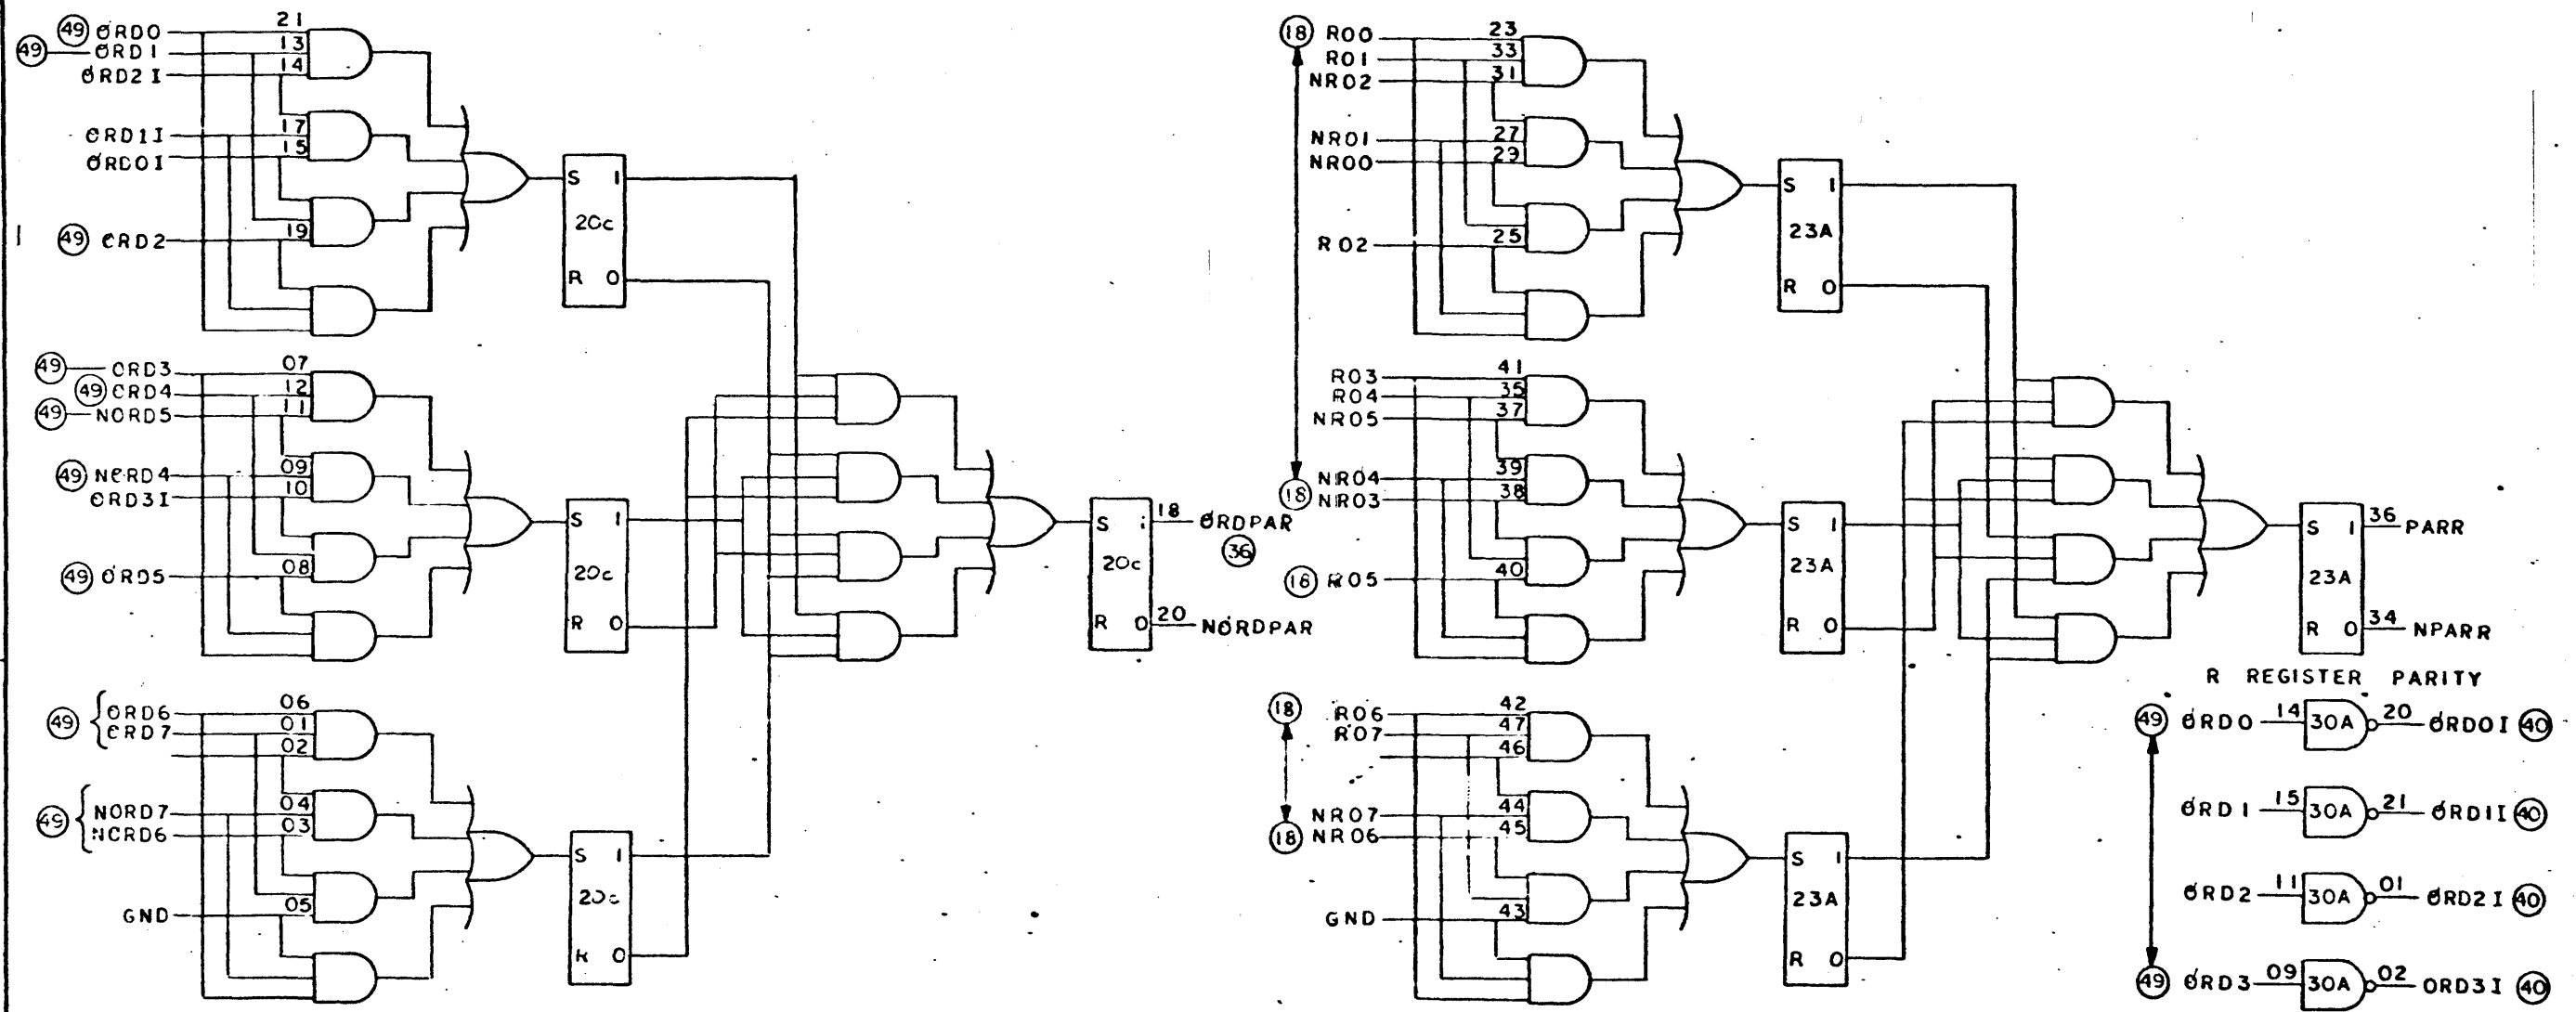 49 ØRD0 21
49 ØRD1 13
ØRD2I 14
ØRD1I 17
ØRD0I 15
49 ØRD2 19
S 1
20C
R 0
49 ØRD3 07
49 ØRD4 12
49 NORD5 11
49 NØRD4 09
ØRD3I 10
49 ØRD5 08
S 1
20C
R 0
49 ØRD6 06
ØRD7 01
02
49 NORD7 04
NØRD6 03
GND 05
S 1
20C
R 0
S 1 18 ØRDPAR
36
20C
R 0 20 NØRDPAR
18 R00 23
R01 33
NR02 31
NR01 27
NR00 29
R02 25
S 1
23A
R 0
R03 41
R04 35
NR05 37
NR04 39
18 NR03 38
18 R05 40
S 1
23A
R 0
18 R06 42
R07 47
46
NR07 44
18 NR06 45
GND 43
S 1
23A
R 0
S 1 36 PARR
23A
R 0 34 NPARR
R REGISTER PARITY
49 ØRD0 14 30A 20 ØRD0I 40
ØRD1 15 30A 21 ØRD1I 40
ØRD2 11 30A 01 ØRD2I 40
49 ØRD3 09 30A 02 ØRD3I 40